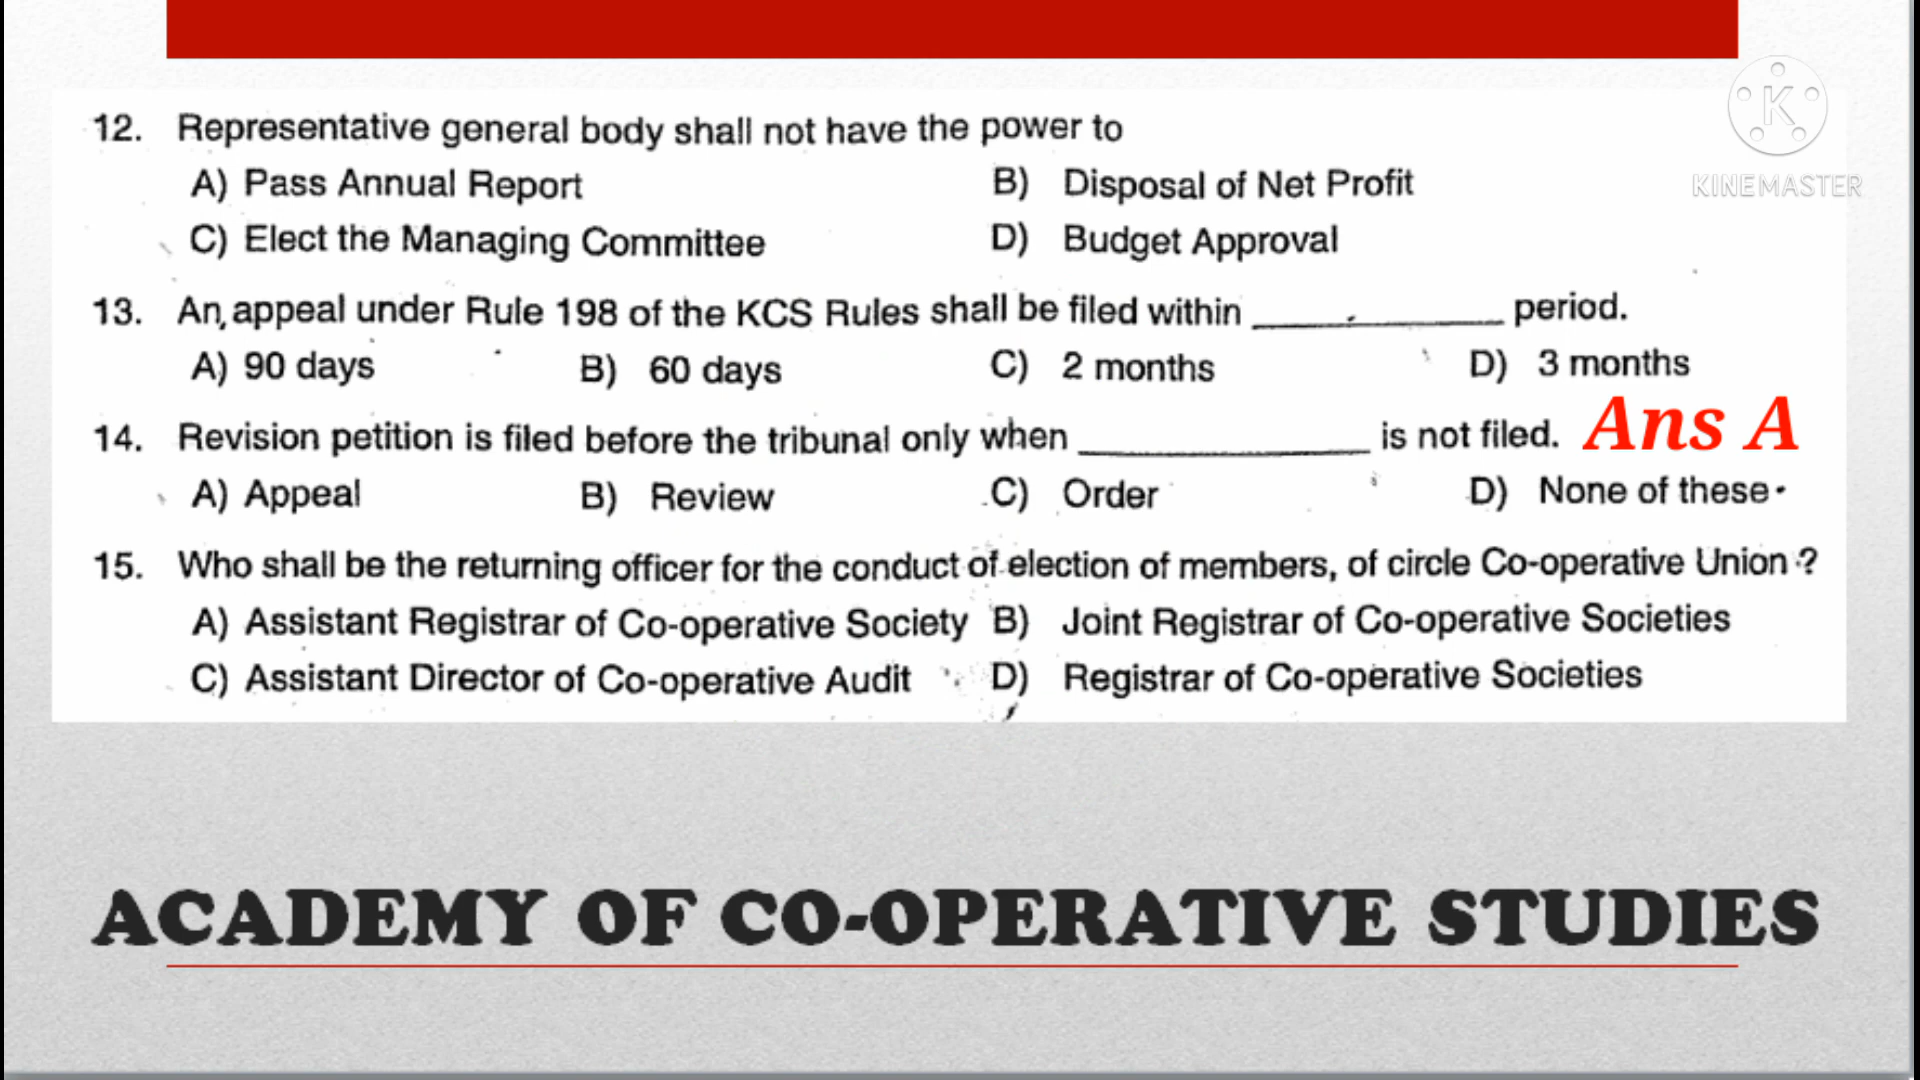 12. Representative general body shall not have the power to
A) Pass Annual Report B) Disposal of Net Profit
C) Elect the Managing Committee D) Budget Approval
13. An appeal under Rule 198 of the KCS Rules shall be filed within ____________ period.
A) 90 days B) 60 days C) 2 months D) 3 months
14. Revision petition is filed before the tribunal only when ____________ is not filed. Ans A
A) Appeal B) Review C) Order D) None of these
15. Who shall be the returning officer for the conduct of election of members, of circle Co-operative Union ?
A) Assistant Registrar of Co-operative Society B) Joint Registrar of Co-operative Societies
C) Assistant Director of Co-operative Audit D) Registrar of Co-operative Societies
K
KINEMASTER
ACADEMY OF CO-OPERATIVE STUDIES